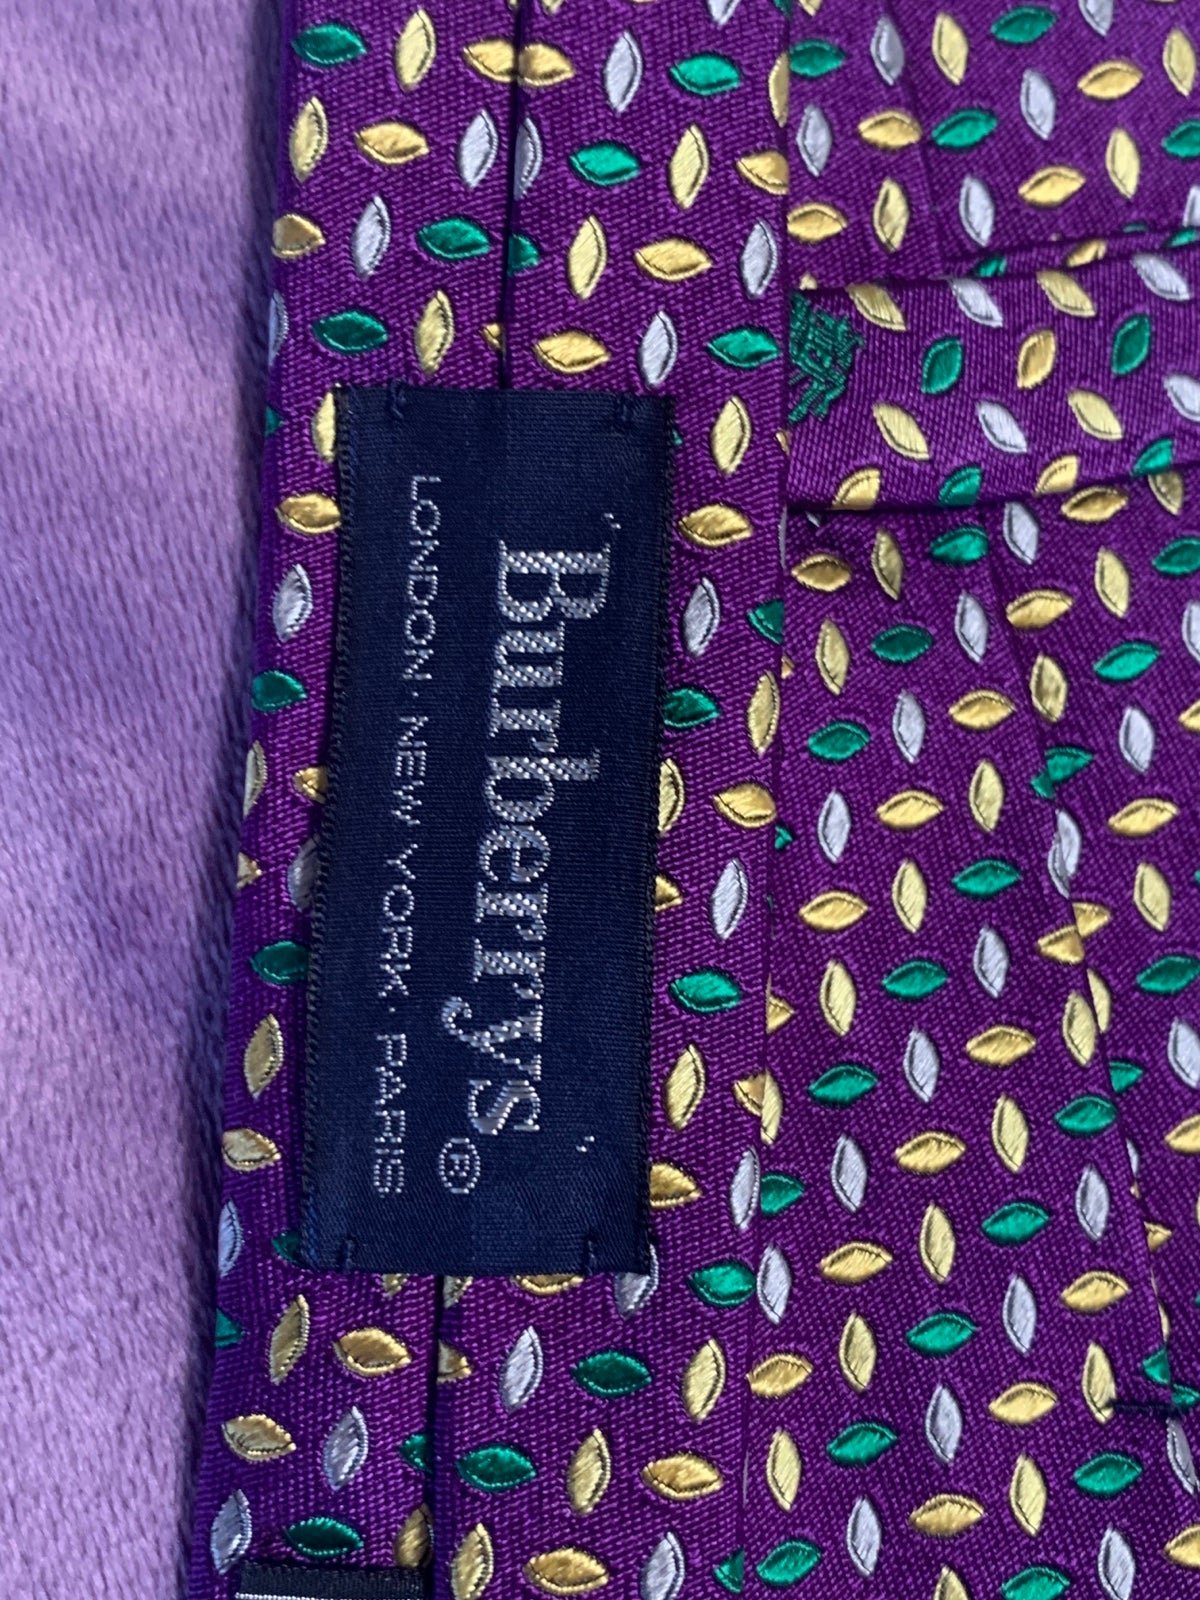 "Burberrys"®
LONDON · NEW YORK · PARIS